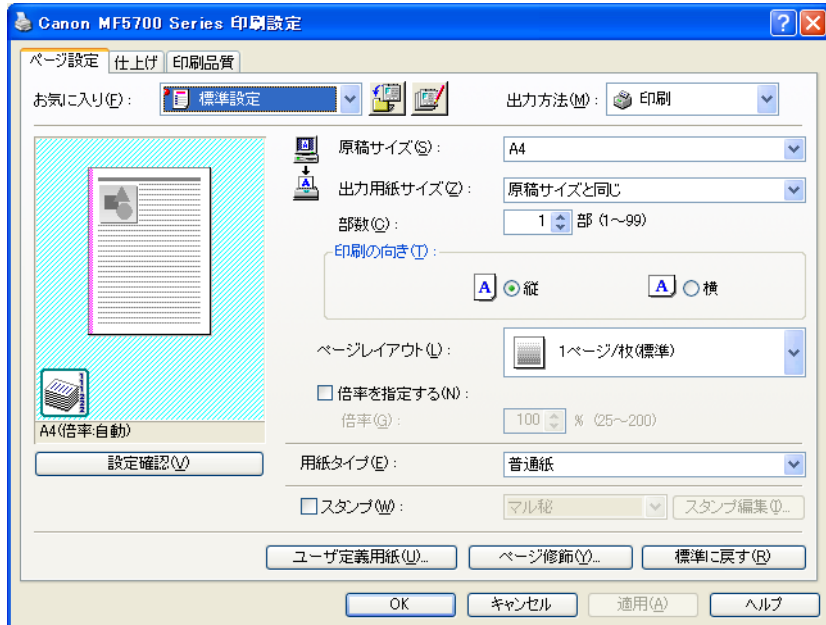 Canon MF5700 Series 印刷設定
ページ設定 仕上げ 印刷品質
お気に入り(F): 標準設定 出力方法(M): 印刷
原稿サイズ(S): A4
出力用紙サイズ(Z): 原稿サイズと同じ
部数(C): 1 部 (1~99)
印刷の向き(T):
A 縦 A 横
ページレイアウト(L): 1ページ/枚(標準)
倍率を指定する(N):
倍率(G): 100 % (25~200)
A4(倍率:自動)
設定確認(V)
用紙タイプ(E): 普通紙
スタンプ(W): マル秘 スタンプ編集(I)...
ユーザ定義用紙(U)... ページ修飾(Y)... 標準に戻す(R)
OK キャンセル 適用(A) ヘルプ